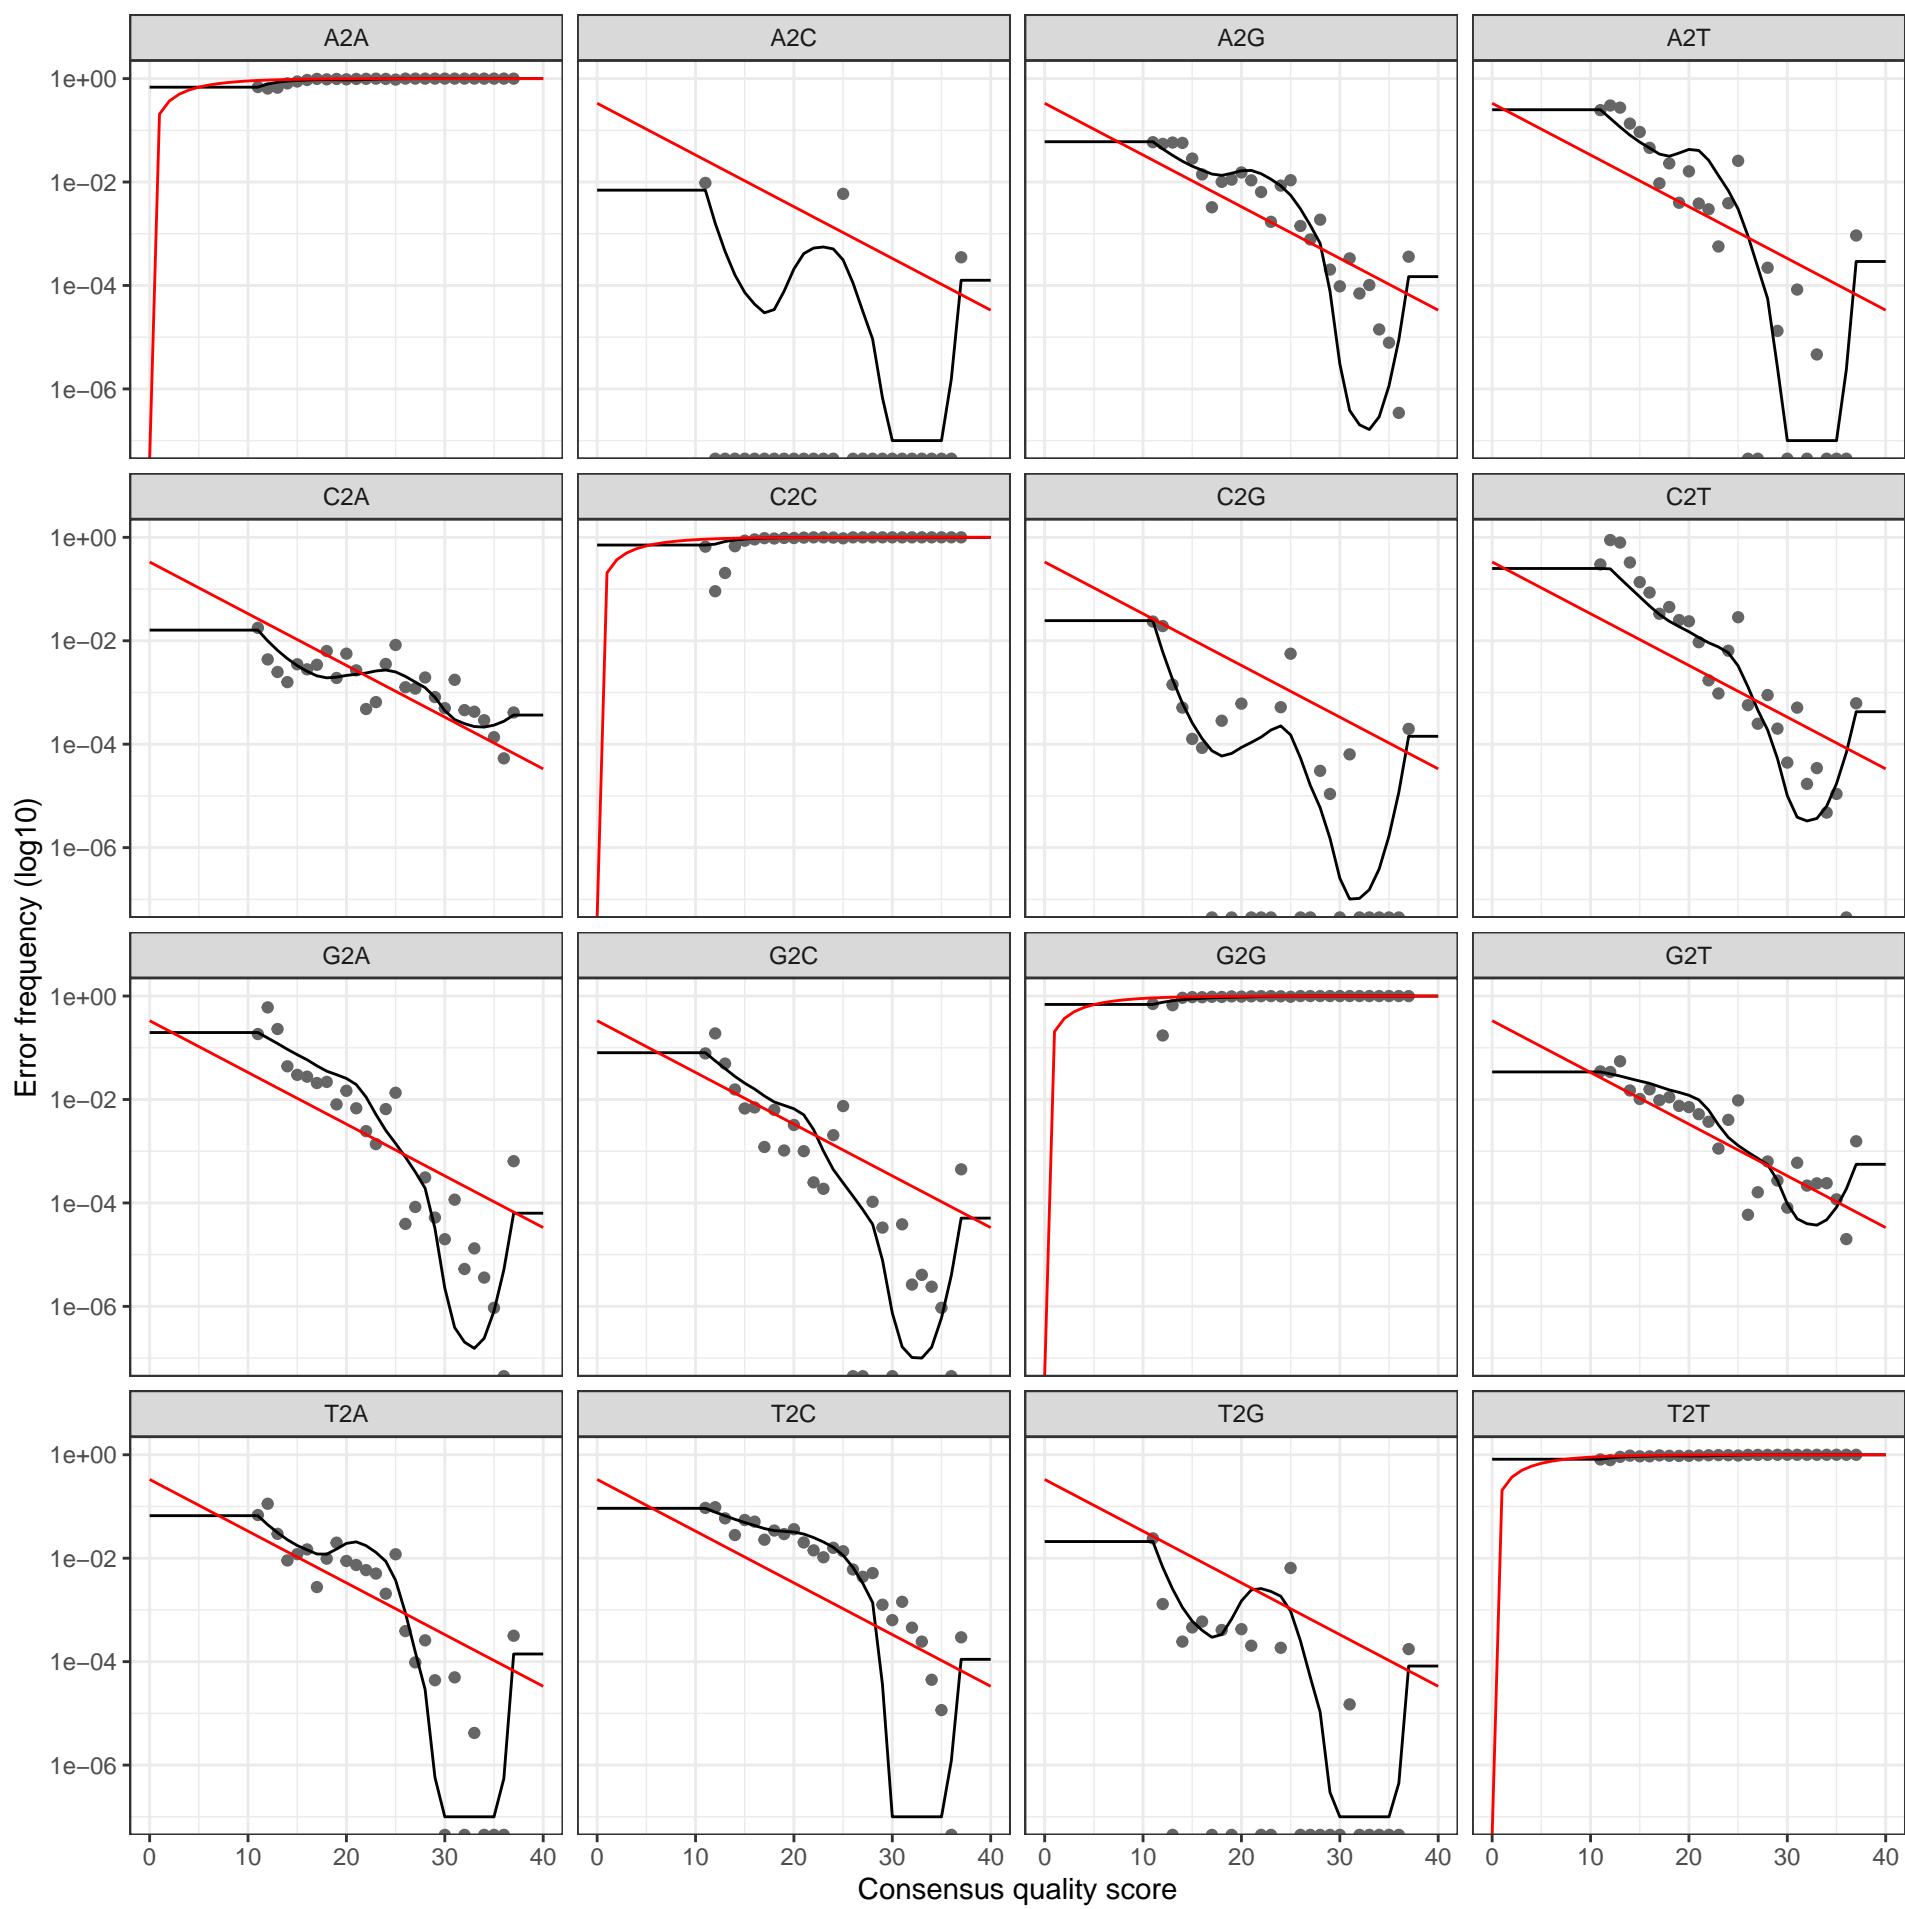 A2A A2C A2G A2T
1e+00
1e−02
1e−04
1e−06
C2A C2C C2G C2T
1e+00
1e−02
1e−04
1e−06
G2A G2C G2G G2T
1e+00
1e−02
1e−04
1e−06
T2A T2C T2G T2T
1e+00
1e−02
1e−04
1e−06
0 10 20 30 40 0 10 20 30 40 0 10 20 30 40 0 10 20 30 40
Consensus quality score
Error frequency (log10)